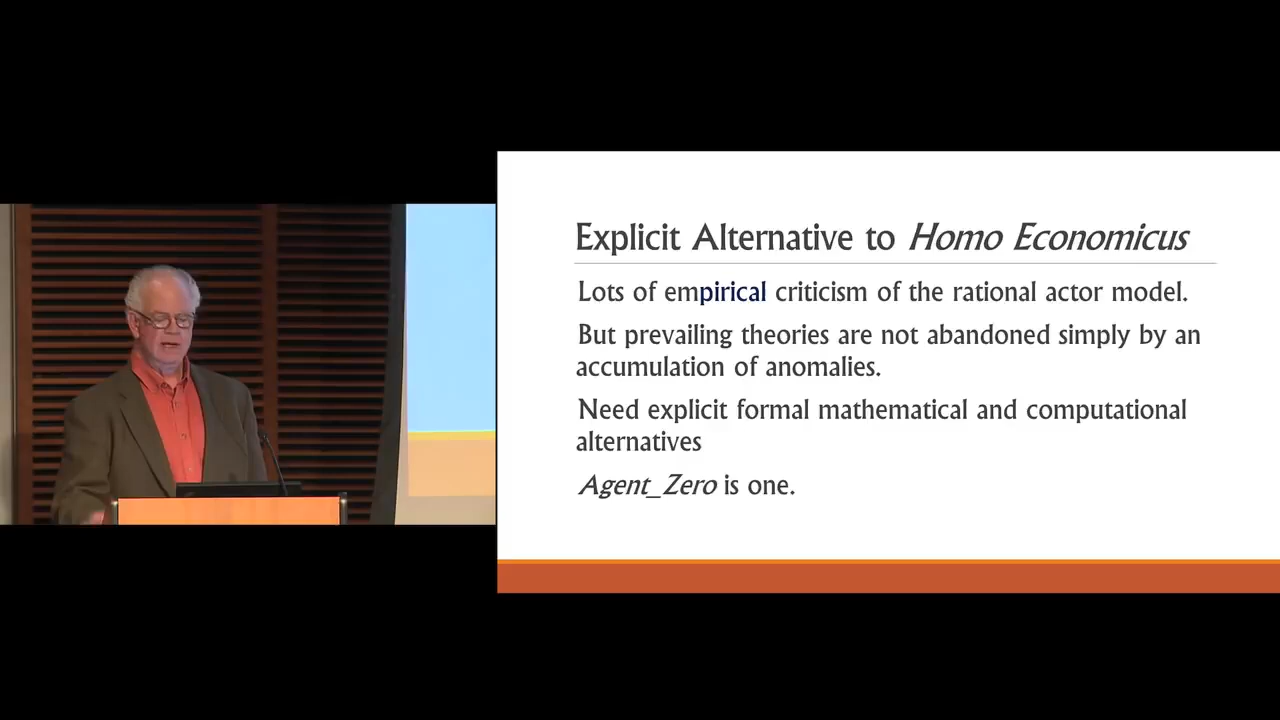 Explicit Alternative to Homo Economicus
Lots of empirical criticism of the rational actor model.
But prevailing theories are not abandoned simply by an
accumulation of anomalies.
Need explicit formal mathematical and computational
alternatives
Agent_Zero is one.